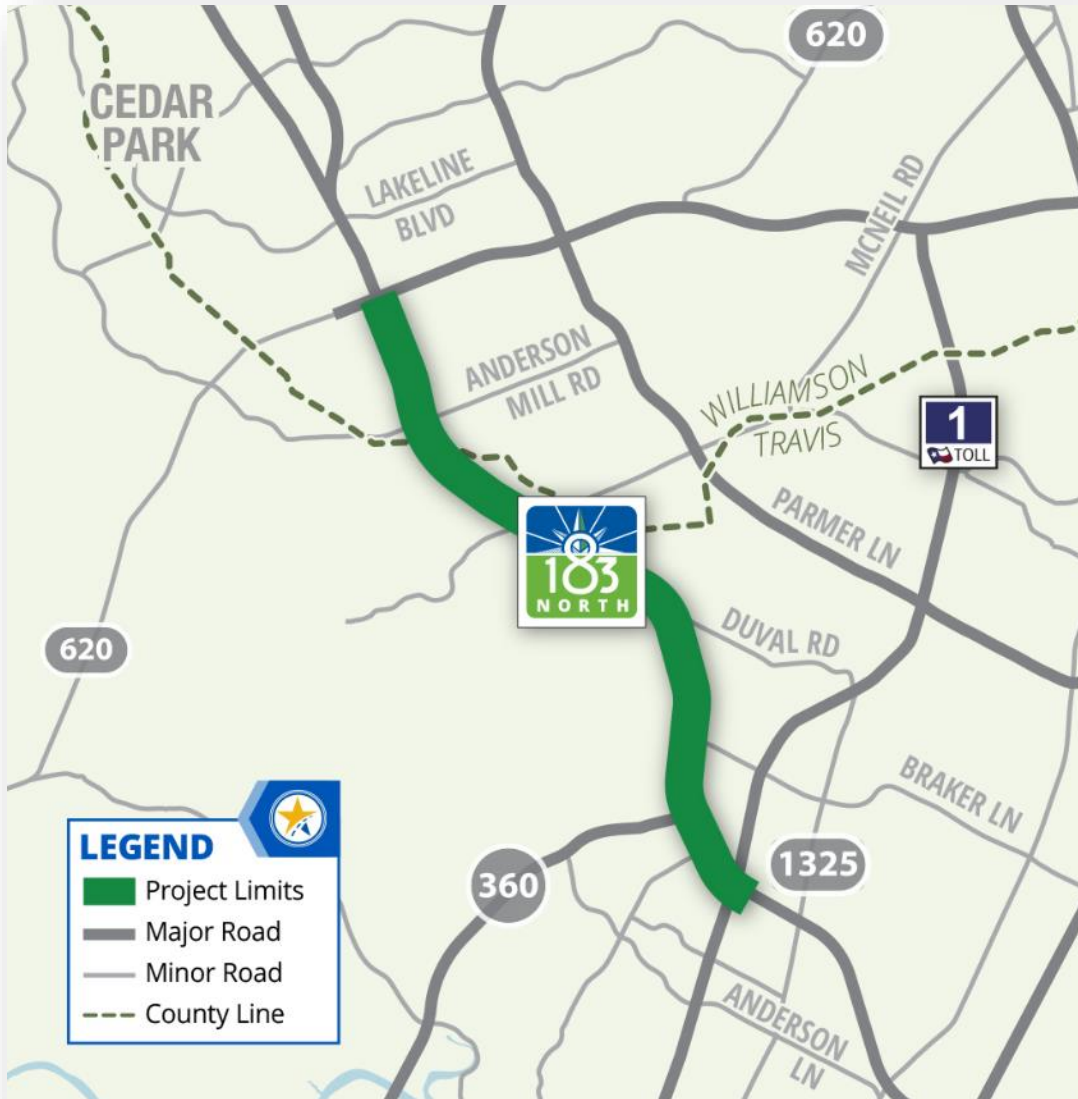 620
CEDAR
PARK
LAKELINE
BLVD
MCNEIL RD
ANDERSON
MILL RD
WILLIAMSON
TRAVIS
1
TOLL
PARMER LN
183
NORTH
DUVAL RD
620
BRAKER LN
360
1325
ANDERSON
LN
LEGEND
Project Limits
Major Road
Minor Road
County Line